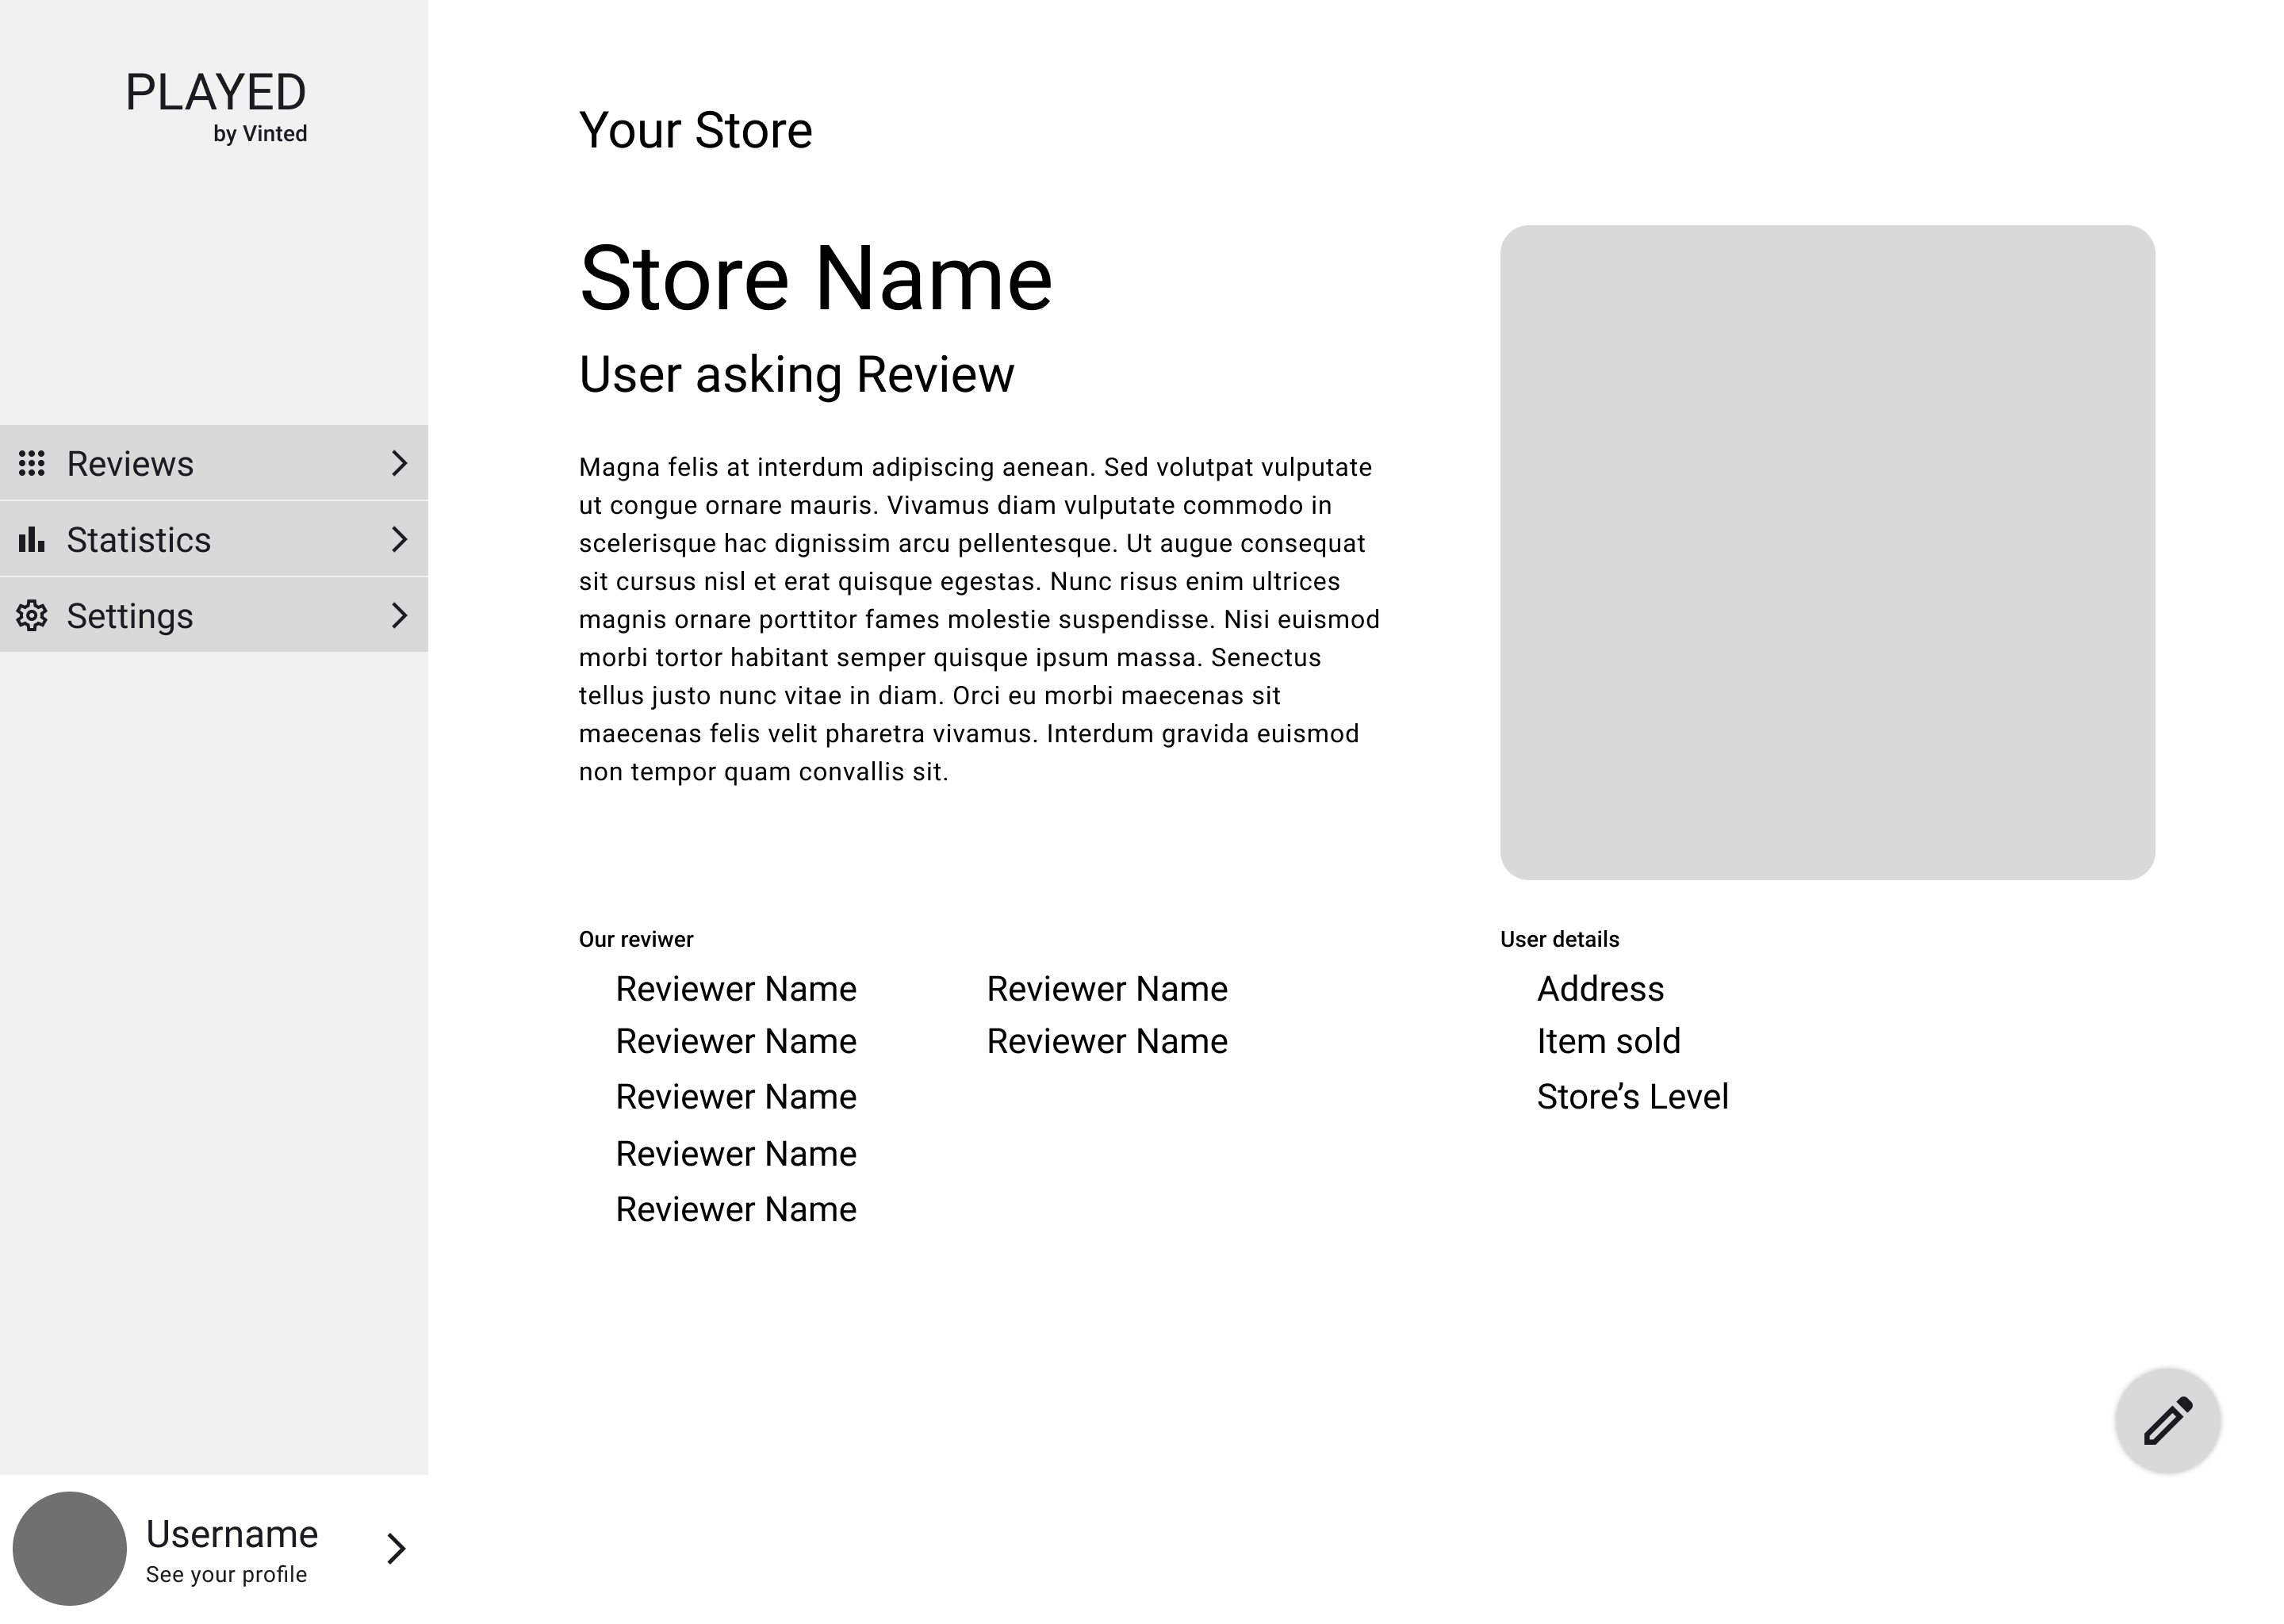 PLAYED
by Vinted
Reviews
Statistics
Settings
Username
See your profile
Your Store
Store Name
User asking Review
Magna felis at interdum adipiscing aenean. Sed volutpat vulputate
ut congue ornare mauris. Vivamus diam vulputate commodo in
scelerisque hac dignissim arcu pellentesque. Ut augue consequat
sit cursus nisl et erat quisque egestas. Nunc risus enim ultrices
magnis ornare porttitor fames molestie suspendisse. Nisi euismod
morbi tortor habitant semper quisque ipsum massa. Senectus
tellus justo nunc vitae in diam. Orci eu morbi maecenas sit
maecenas felis velit pharetra vivamus. Interdum gravida euismod
non tempor quam convallis sit.
Our reviwer
Reviewer Name
Reviewer Name
Reviewer Name
Reviewer Name
Reviewer Name
Reviewer Name
Reviewer Name
User details
Address
Item sold
Store’s Level